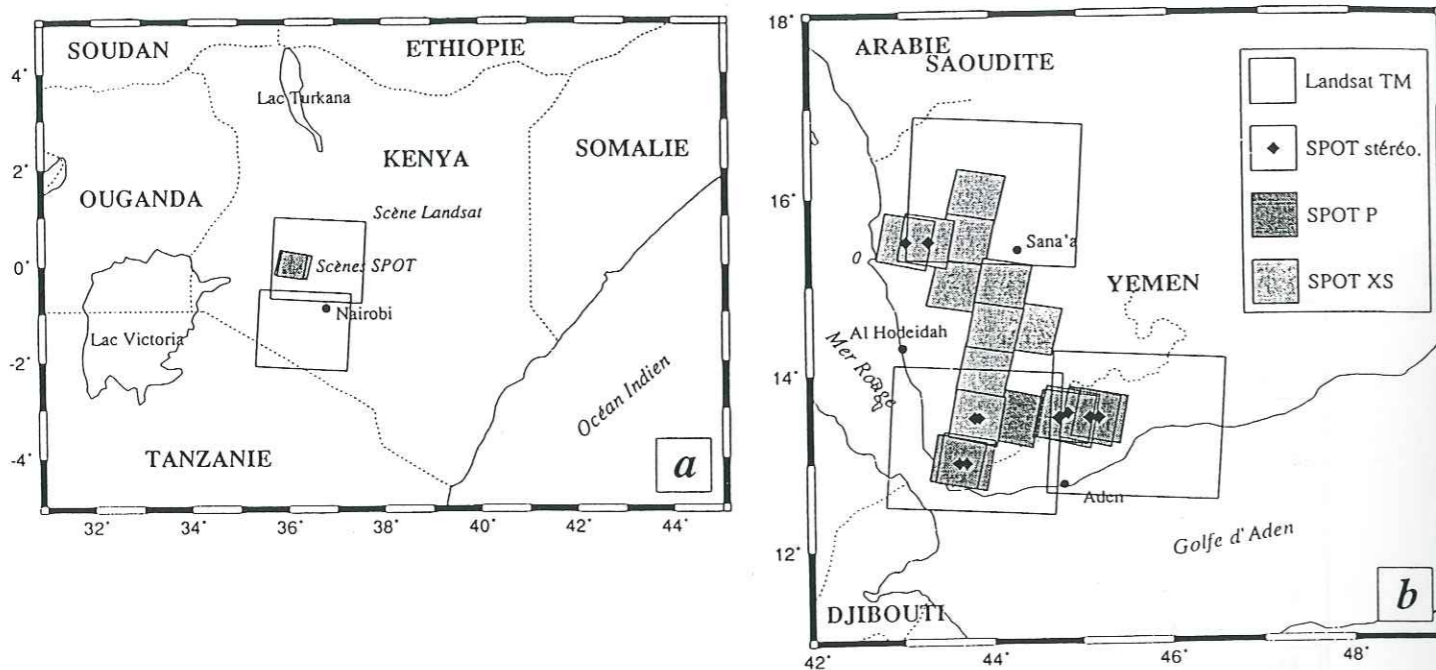 SOUDAN
ETHIOPIE
4°
Lac Turkana
KENYA
SOMALIE
2°
OUGANDA
Scène Landsat
0°
Scènes SPOT
Nairobi
Lac Victoria
-2°
Océan Indien
-4°
TANZANIE
a
32° 34° 36° 38° 40° 42° 44°
18°
ARABIE
SAOUDITE
Landsat TM
SPOT stéréo.
SPOT P
SPOT XS
16°
Sana'a
YEMEN
Al Hodeidah
14°
Mer Rouge
Aden
12°
Golfe d'Aden
DJIBOUTI
b
42° 44° 46° 48°